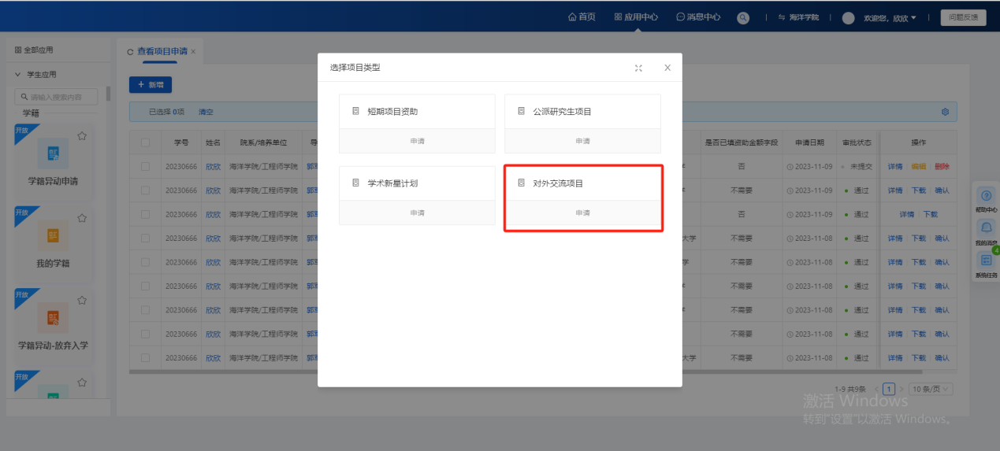 首页 应用中心 消息中心 海洋学院 欢迎您，欣欣 问题反馈
全部应用
查看项目申请
学生应用
请输入搜索内容
学籍
开放
学籍异动申请
开放
我的学籍
开放
学籍异动-放弃入学
开放
新增
已选择 0项 清空
学号 姓名 院系/培养单位 导 是否已填资助金额字段 申请日期 审批状态 操作
20230666 欣欣 海洋学院/工程师学院 郭军 否 2023-11-09 未提交 详情 编辑 删除
20230666 欣欣 海洋学院/工程师学院 郭军 不需要 2023-11-09 通过 详情 下载 确认
20230666 欣欣 海洋学院/工程师学院 郭军 否 2023-11-09 通过 详情 下载
20230666 欣欣 海洋学院/工程师学院 郭军 大学 不需要 2023-11-08 通过 详情 下载 确认
20230666 欣欣 海洋学院/工程师学院 郭军 学 不需要 2023-11-08 通过 详情 下载 确认
20230666 欣欣 海洋学院/工程师学院 郭军 不需要 2023-11-08 通过 详情 下载 确认
20230666 欣欣 海洋学院/工程师学院 郭军 不需要 2023-11-08 通过 详情 下载 确认
20230666 欣欣 海洋学院/工程师学院 郭军 不需要 2023-11-08 通过 详情 下载 确认
20230666 欣欣 海洋学院/工程师学院 郭军 大学 不需要 2023-11-08 通过 详情 下载 确认
1-9 共9条 1 10 条/页
选择项目类型
短期项目资助
申请
公派研究生项目
申请
学术新星计划
申请
对外交流项目
申请
帮助中心
我的消息
4
系统任务
激活 Windows
转到"设置"以激活 Windows。